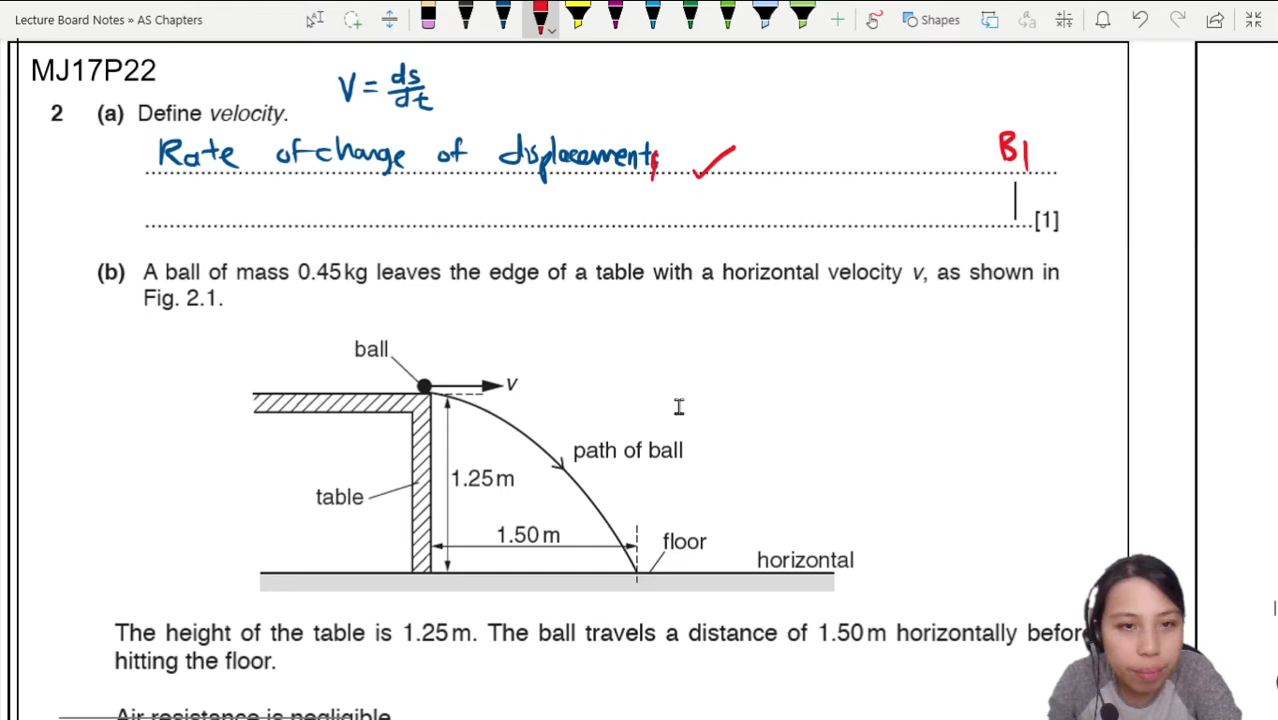 Lecture Board Notes » AS Chapters
Shapes
MJ17P22
V = ds/dt
2 (a) Define velocity.
Rate of change of displacement
B1
[1]
(b) A ball of mass 0.45 kg leaves the edge of a table with a horizontal velocity v, as shown in
Fig. 2.1.
ball
v
path of ball
1.25 m
table
1.50 m
floor
horizontal
The height of the table is 1.25 m. The ball travels a distance of 1.50 m horizontally before
hitting the floor.
Air resistance is negligible